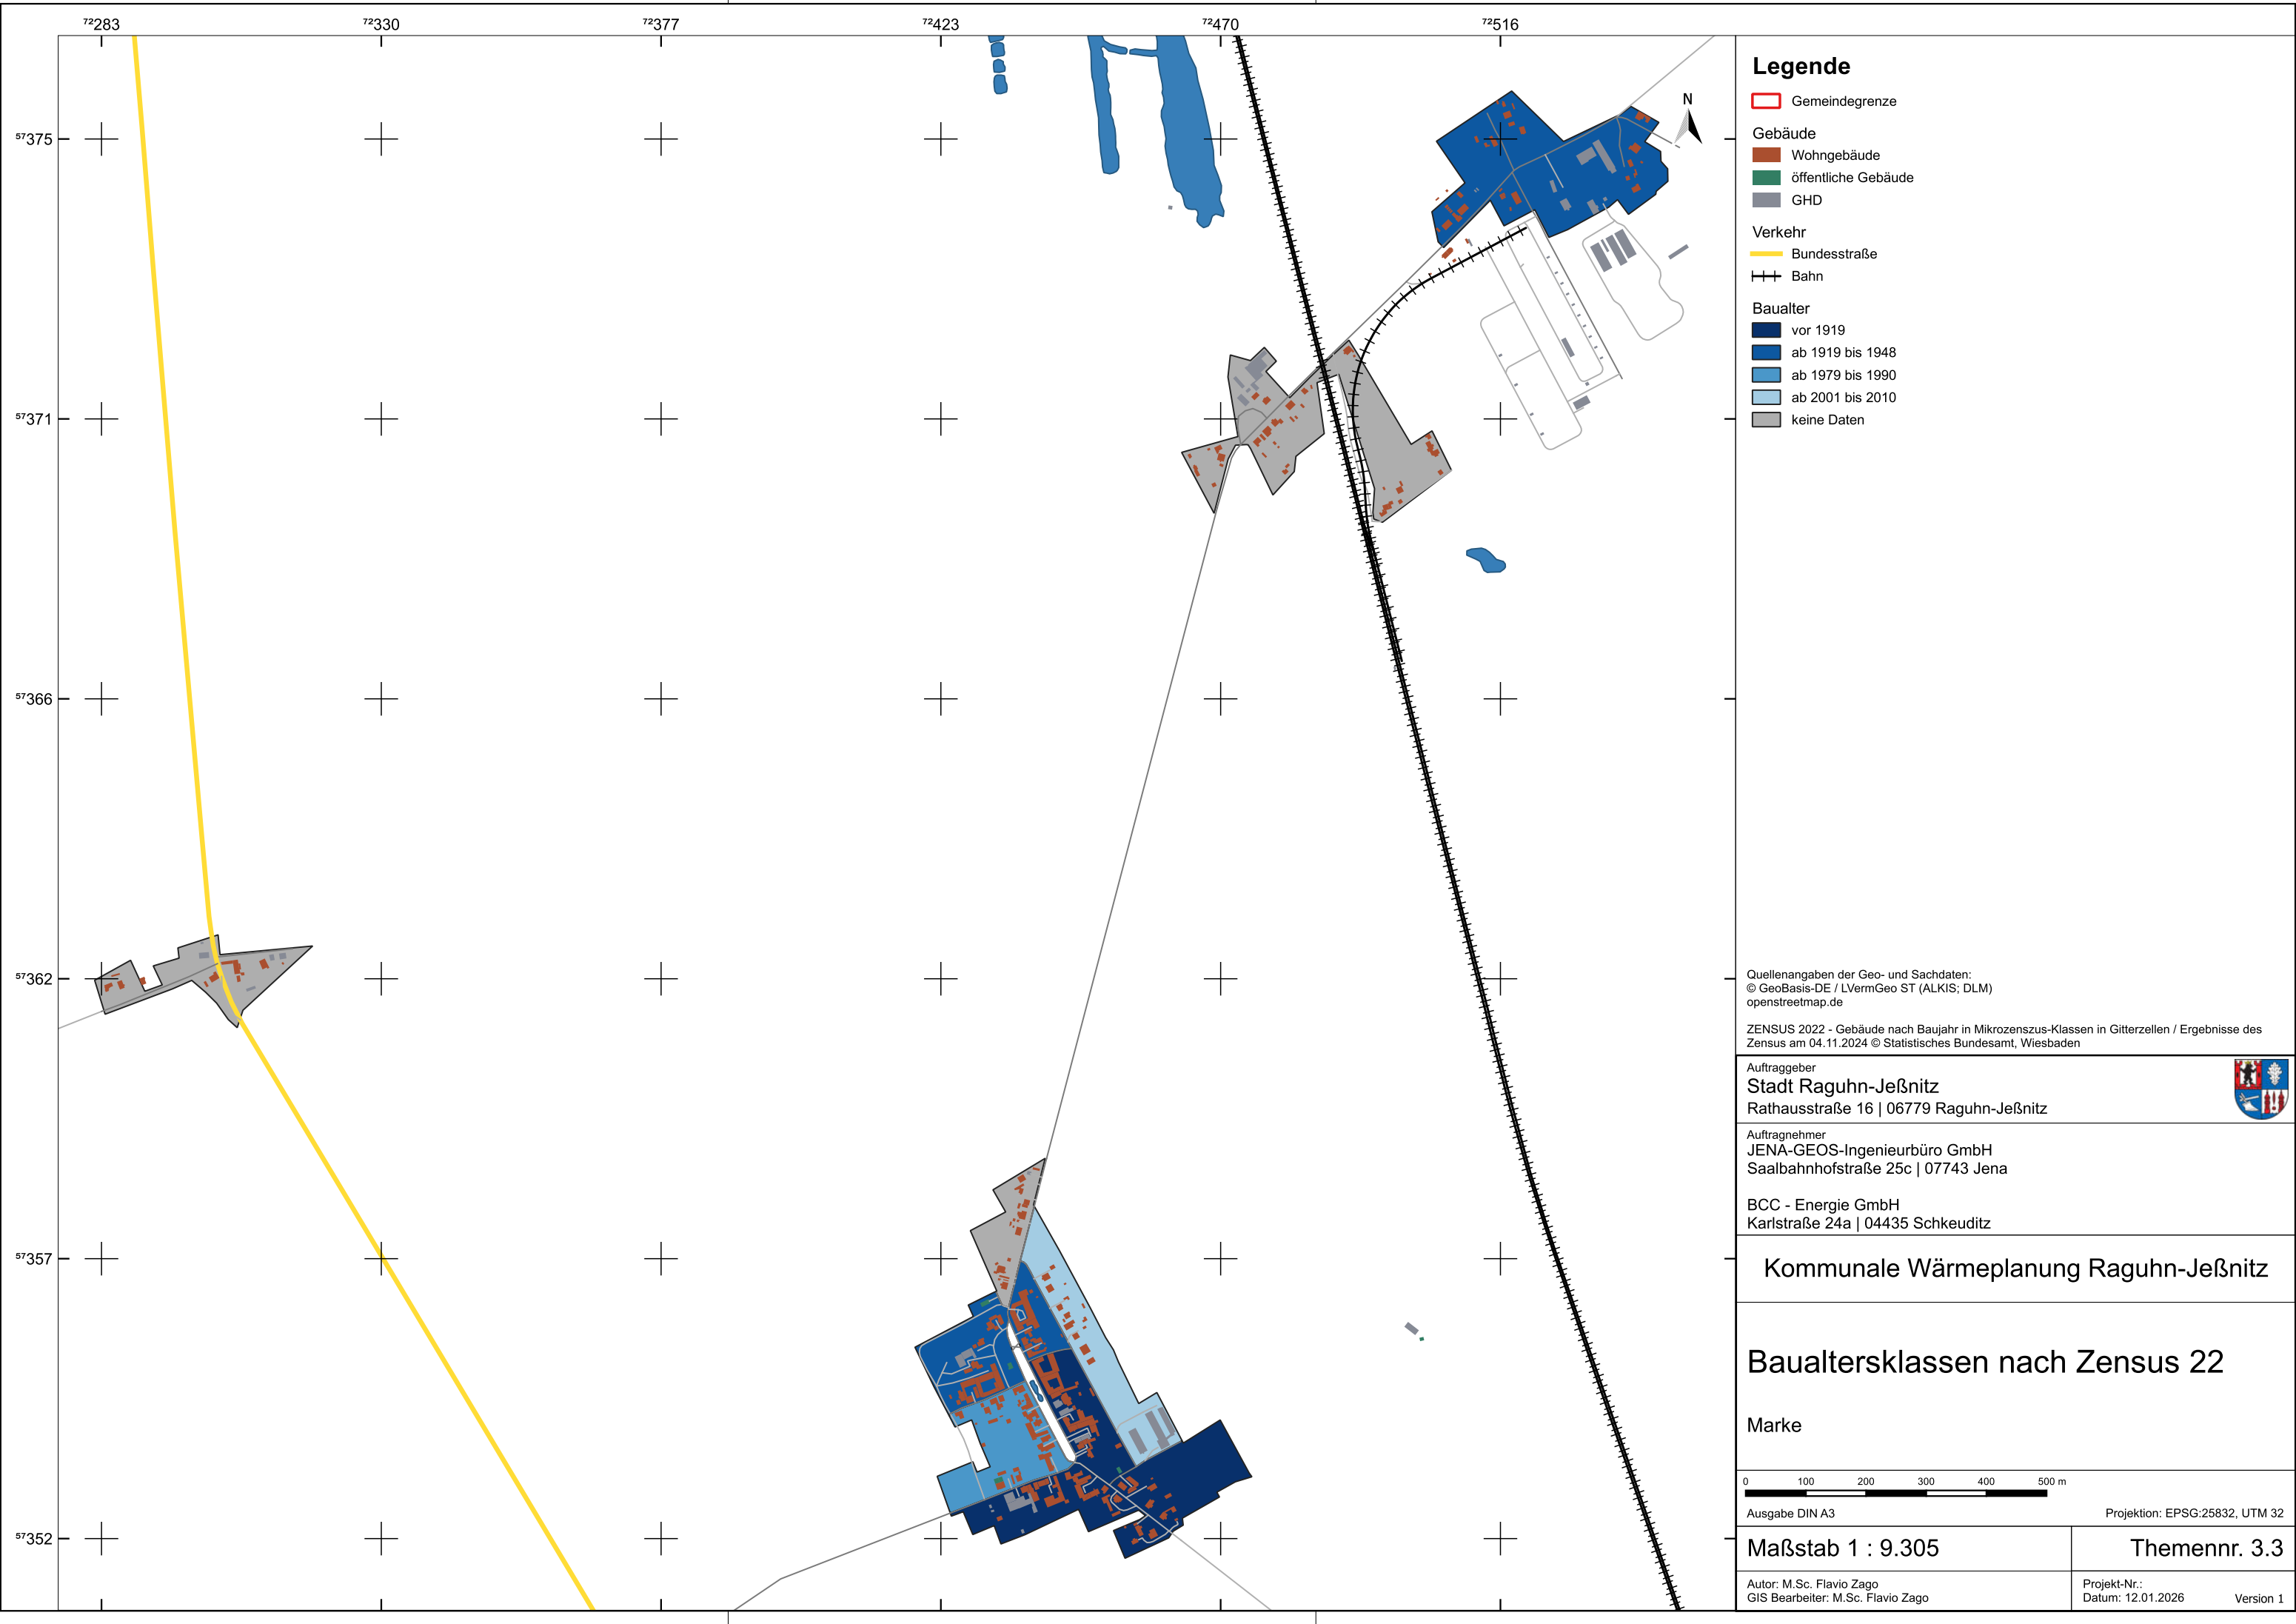 72283 72330 72377 72423 72470 72516
57375
57371
57366
57362
57357
57352
N
Legende
Gemeindegrenze
Gebäude
Wohngebäude
öffentliche Gebäude
GHD
Verkehr
Bundesstraße
Bahn
Baualter
vor 1919
ab 1919 bis 1948
ab 1979 bis 1990
ab 2001 bis 2010
keine Daten
Quellenangaben der Geo- und Sachdaten:
© GeoBasis-DE / LVermGeo ST (ALKIS; DLM)
openstreetmap.de
ZENSUS 2022 - Gebäude nach Baujahr in Mikrozenszus-Klassen in Gitterzellen / Ergebnisse des
Zensus am 04.11.2024 © Statistisches Bundesamt, Wiesbaden
Auftraggeber
Stadt Raguhn-Jeßnitz
Rathausstraße 16 | 06779 Raguhn-Jeßnitz
Auftragnehmer
JENA-GEOS-Ingenieurbüro GmbH
Saalbahnhofstraße 25c | 07743 Jena
BCC - Energie GmbH
Karlstraße 24a | 04435 Schkeuditz
Kommunale Wärmeplanung Raguhn-Jeßnitz
Baualtersklassen nach Zensus 22
Marke
0 100 200 300 400 500 m
Ausgabe DIN A3 Projektion: EPSG:25832, UTM 32
Maßstab 1 : 9.305 Themennr. 3.3
Autor: M.Sc. Flavio Zago Projekt-Nr.:
GIS Bearbeiter: M.Sc. Flavio Zago Datum: 12.01.2026 Version 1